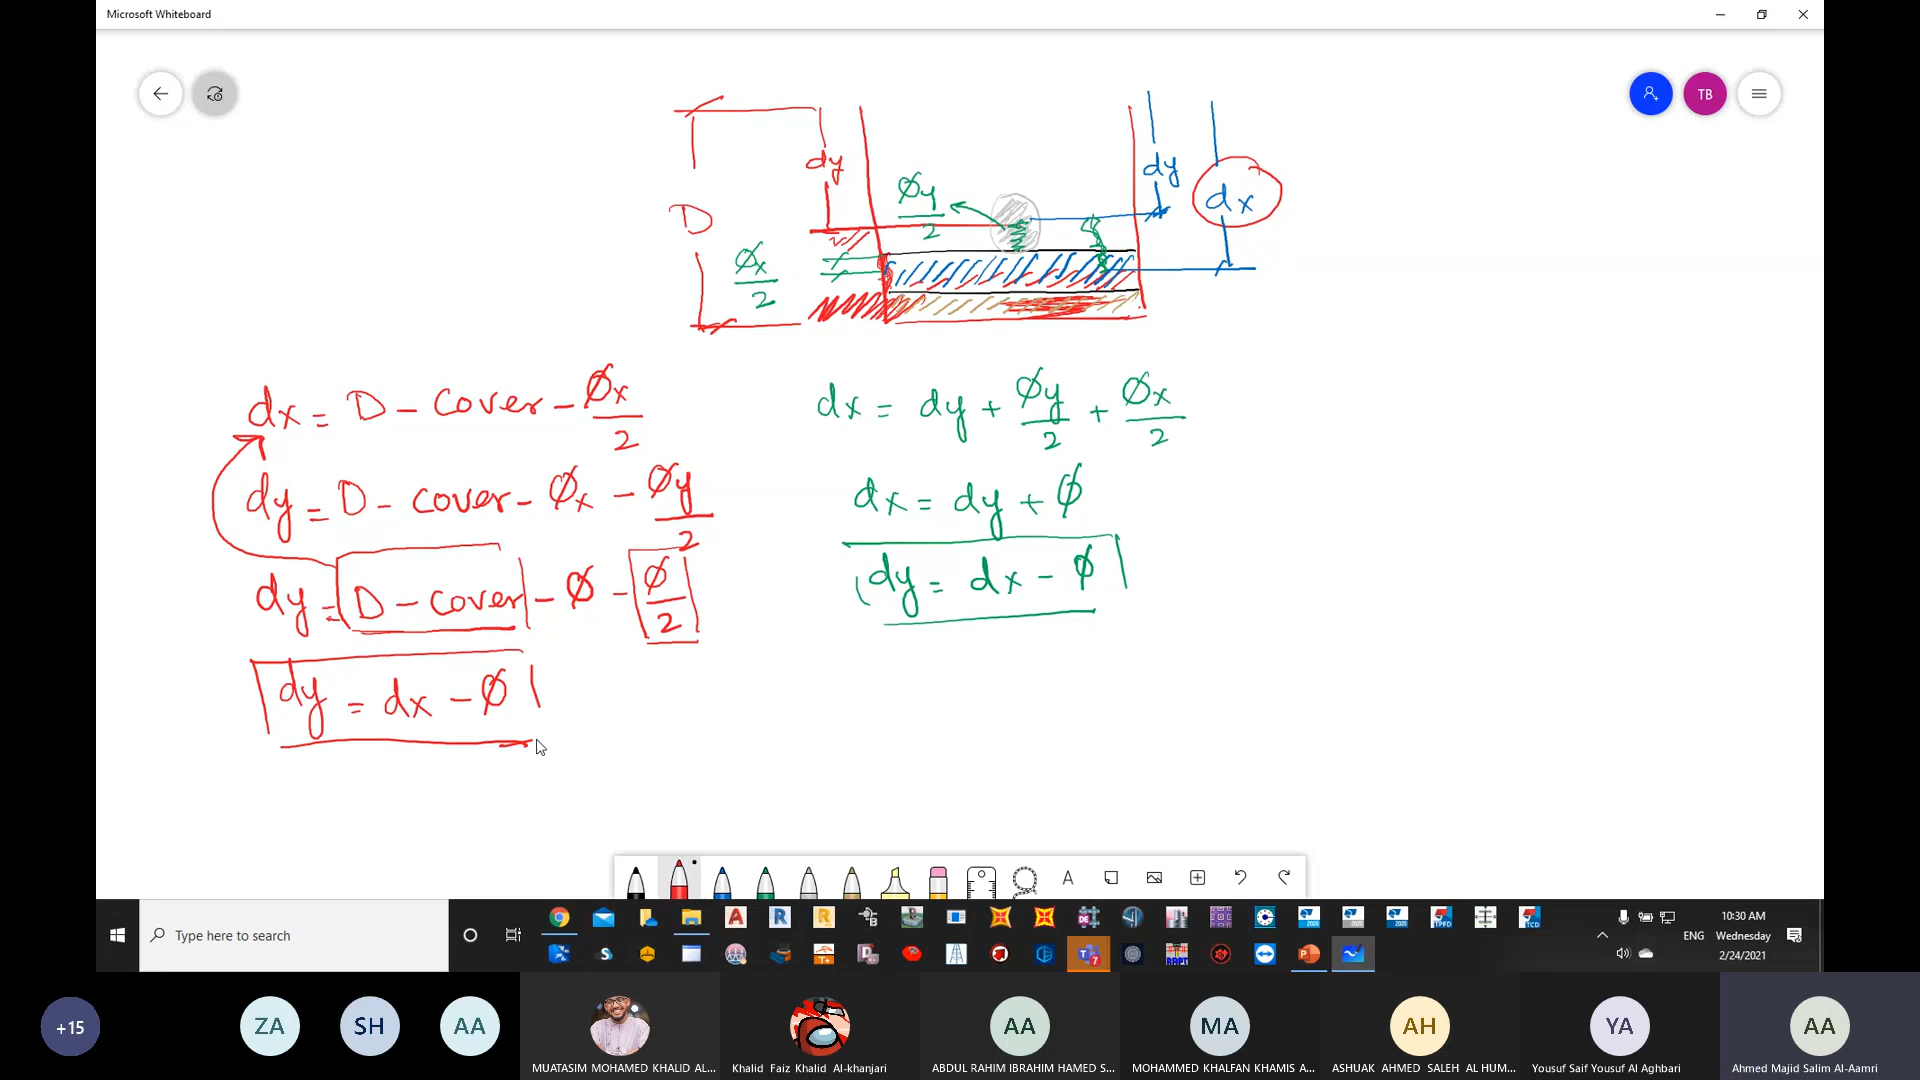 Microsoft Whiteboard
TB
dy
D
Øy/2
Øx/2
dy
dx
dx = D - cover - Øx/2
dy = D - cover - Øx - Øy/2
dy = D - cover - Ø - Ø/2
dy = dx - Ø
dx = dy + Øy/2 + Øx/2
dx = dy + Ø
dy = dx - Ø
Type here to search
ENG
10:30 AM
Wednesday
2/24/2021
+15
ZA
SH
AA
AA
MA
AH
YA
AA
MUATASIM MOHAMED KHALID AL...
Khalid Faiz Khalid Al-khanjari
ABDUL RAHIM IBRAHIM HAMED S...
MOHAMMED KHALFAN KHAMIS A...
ASHUAK AHMED SALEH AL HUM...
Yousuf Saif Yousuf Al Aghbari
Ahmed Majid Salim Al-Aamri